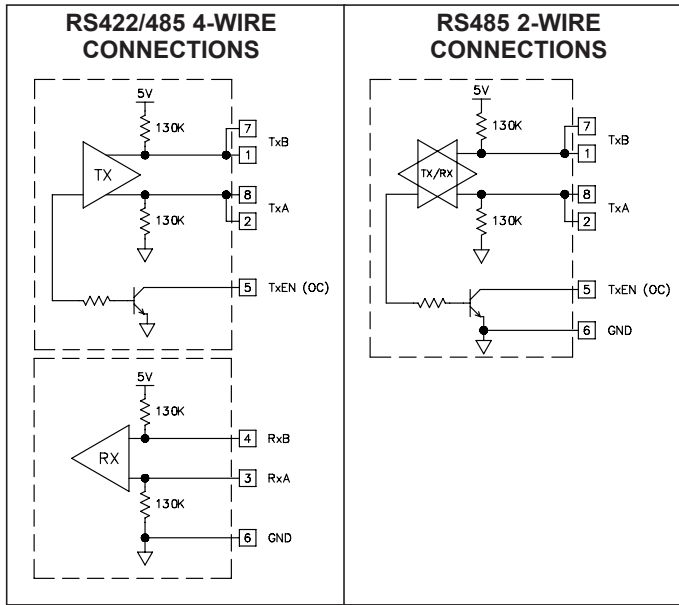 RS422/485 4-WIRE
CONNECTIONS
5V
130K
7
TxB
1
TX
8
TxA
2
130K
5 TxEN (OC)
5V
130K
4 RxB
RX
3 RxA
130K
6 GND
RS485 2-WIRE
CONNECTIONS
5V
130K
7
TxB
1
TX/RX
8
TxA
2
130K
5 TxEN (OC)
6 GND